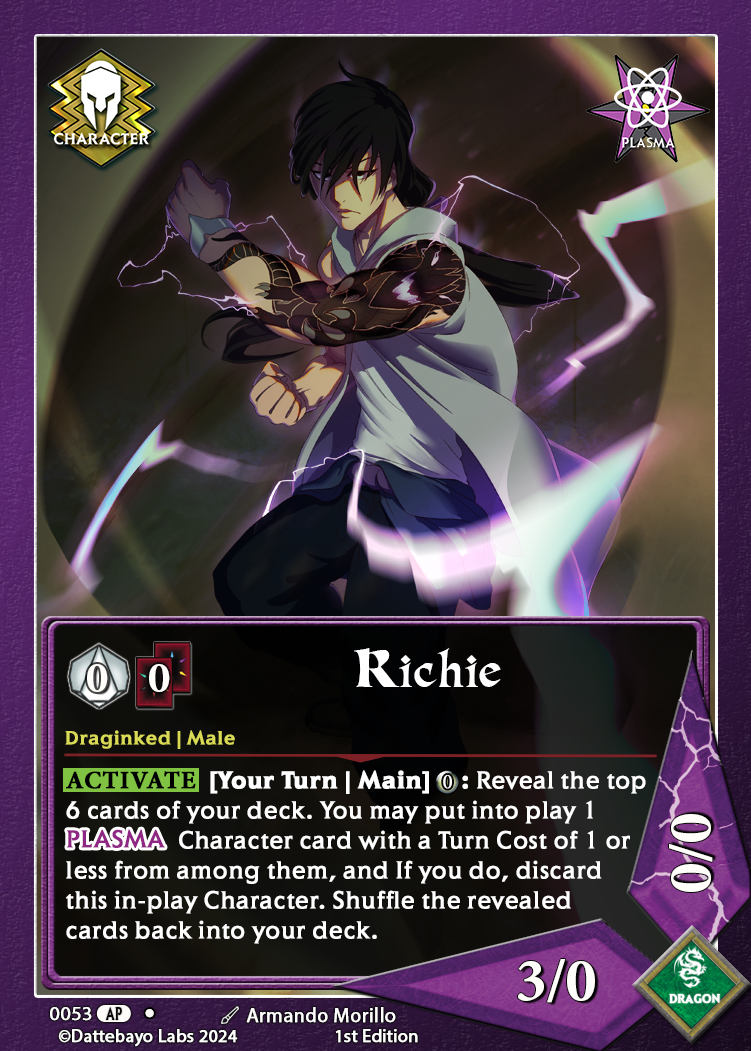 CHARACTER
PLASMA
0
0
Richie
Draginked | Male
ACTIVATE [Your Turn | Main] 0 : Reveal the top
6 cards of your deck. You may put into play 1
PLASMA Character card with a Turn Cost of 1 or
less from among them, and If you do, discard
this in-play Character. Shuffle the revealed
cards back into your deck.
0/0
3/0
DRAGON
0053 AP • Armando Morillo
©Dattebayo Labs 2024 1st Edition